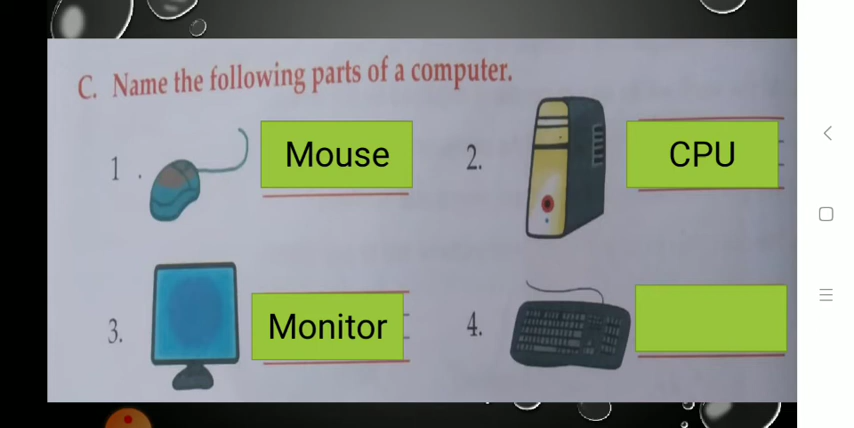 C. Name the following parts of a computer.
1 . Mouse
2. CPU
3. Monitor
4.